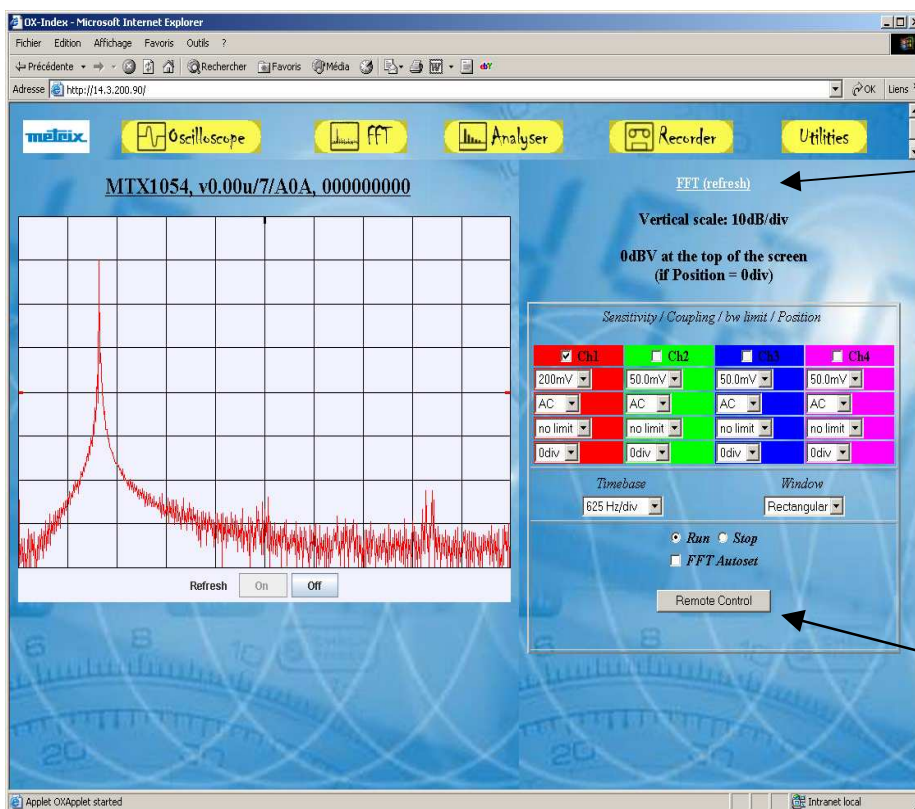 OX-Index - Microsoft Internet Explorer
Fichier Edition Affichage Favoris Outils ?
Précédente Rechercher Favoris Média
Adresse http://14.3.200.90/ OK Liens
metrix Oscilloscope FFT Analyser Recorder Utilities
MTX1054, v0.00u/7/A0A, 000000000
FFT (refresh)
Vertical scale: 10dB/div
0dBV at the top of the screen
(if Position = 0div)
Sensitivity / Coupling / bw limit / Position
Ch1 Ch2 Ch3 Ch4
200mV 50.0mV 50.0mV 50.0mV
AC AC AC AC
no limit no limit no limit no limit
0div 0div 0div 0div
Timebase Window
625 Hz/div Rectangular
Run Stop
FFT Autoset
Refresh On Off
Remote Control
6 8 10
20
20
Applet OXApplet started Intranet local